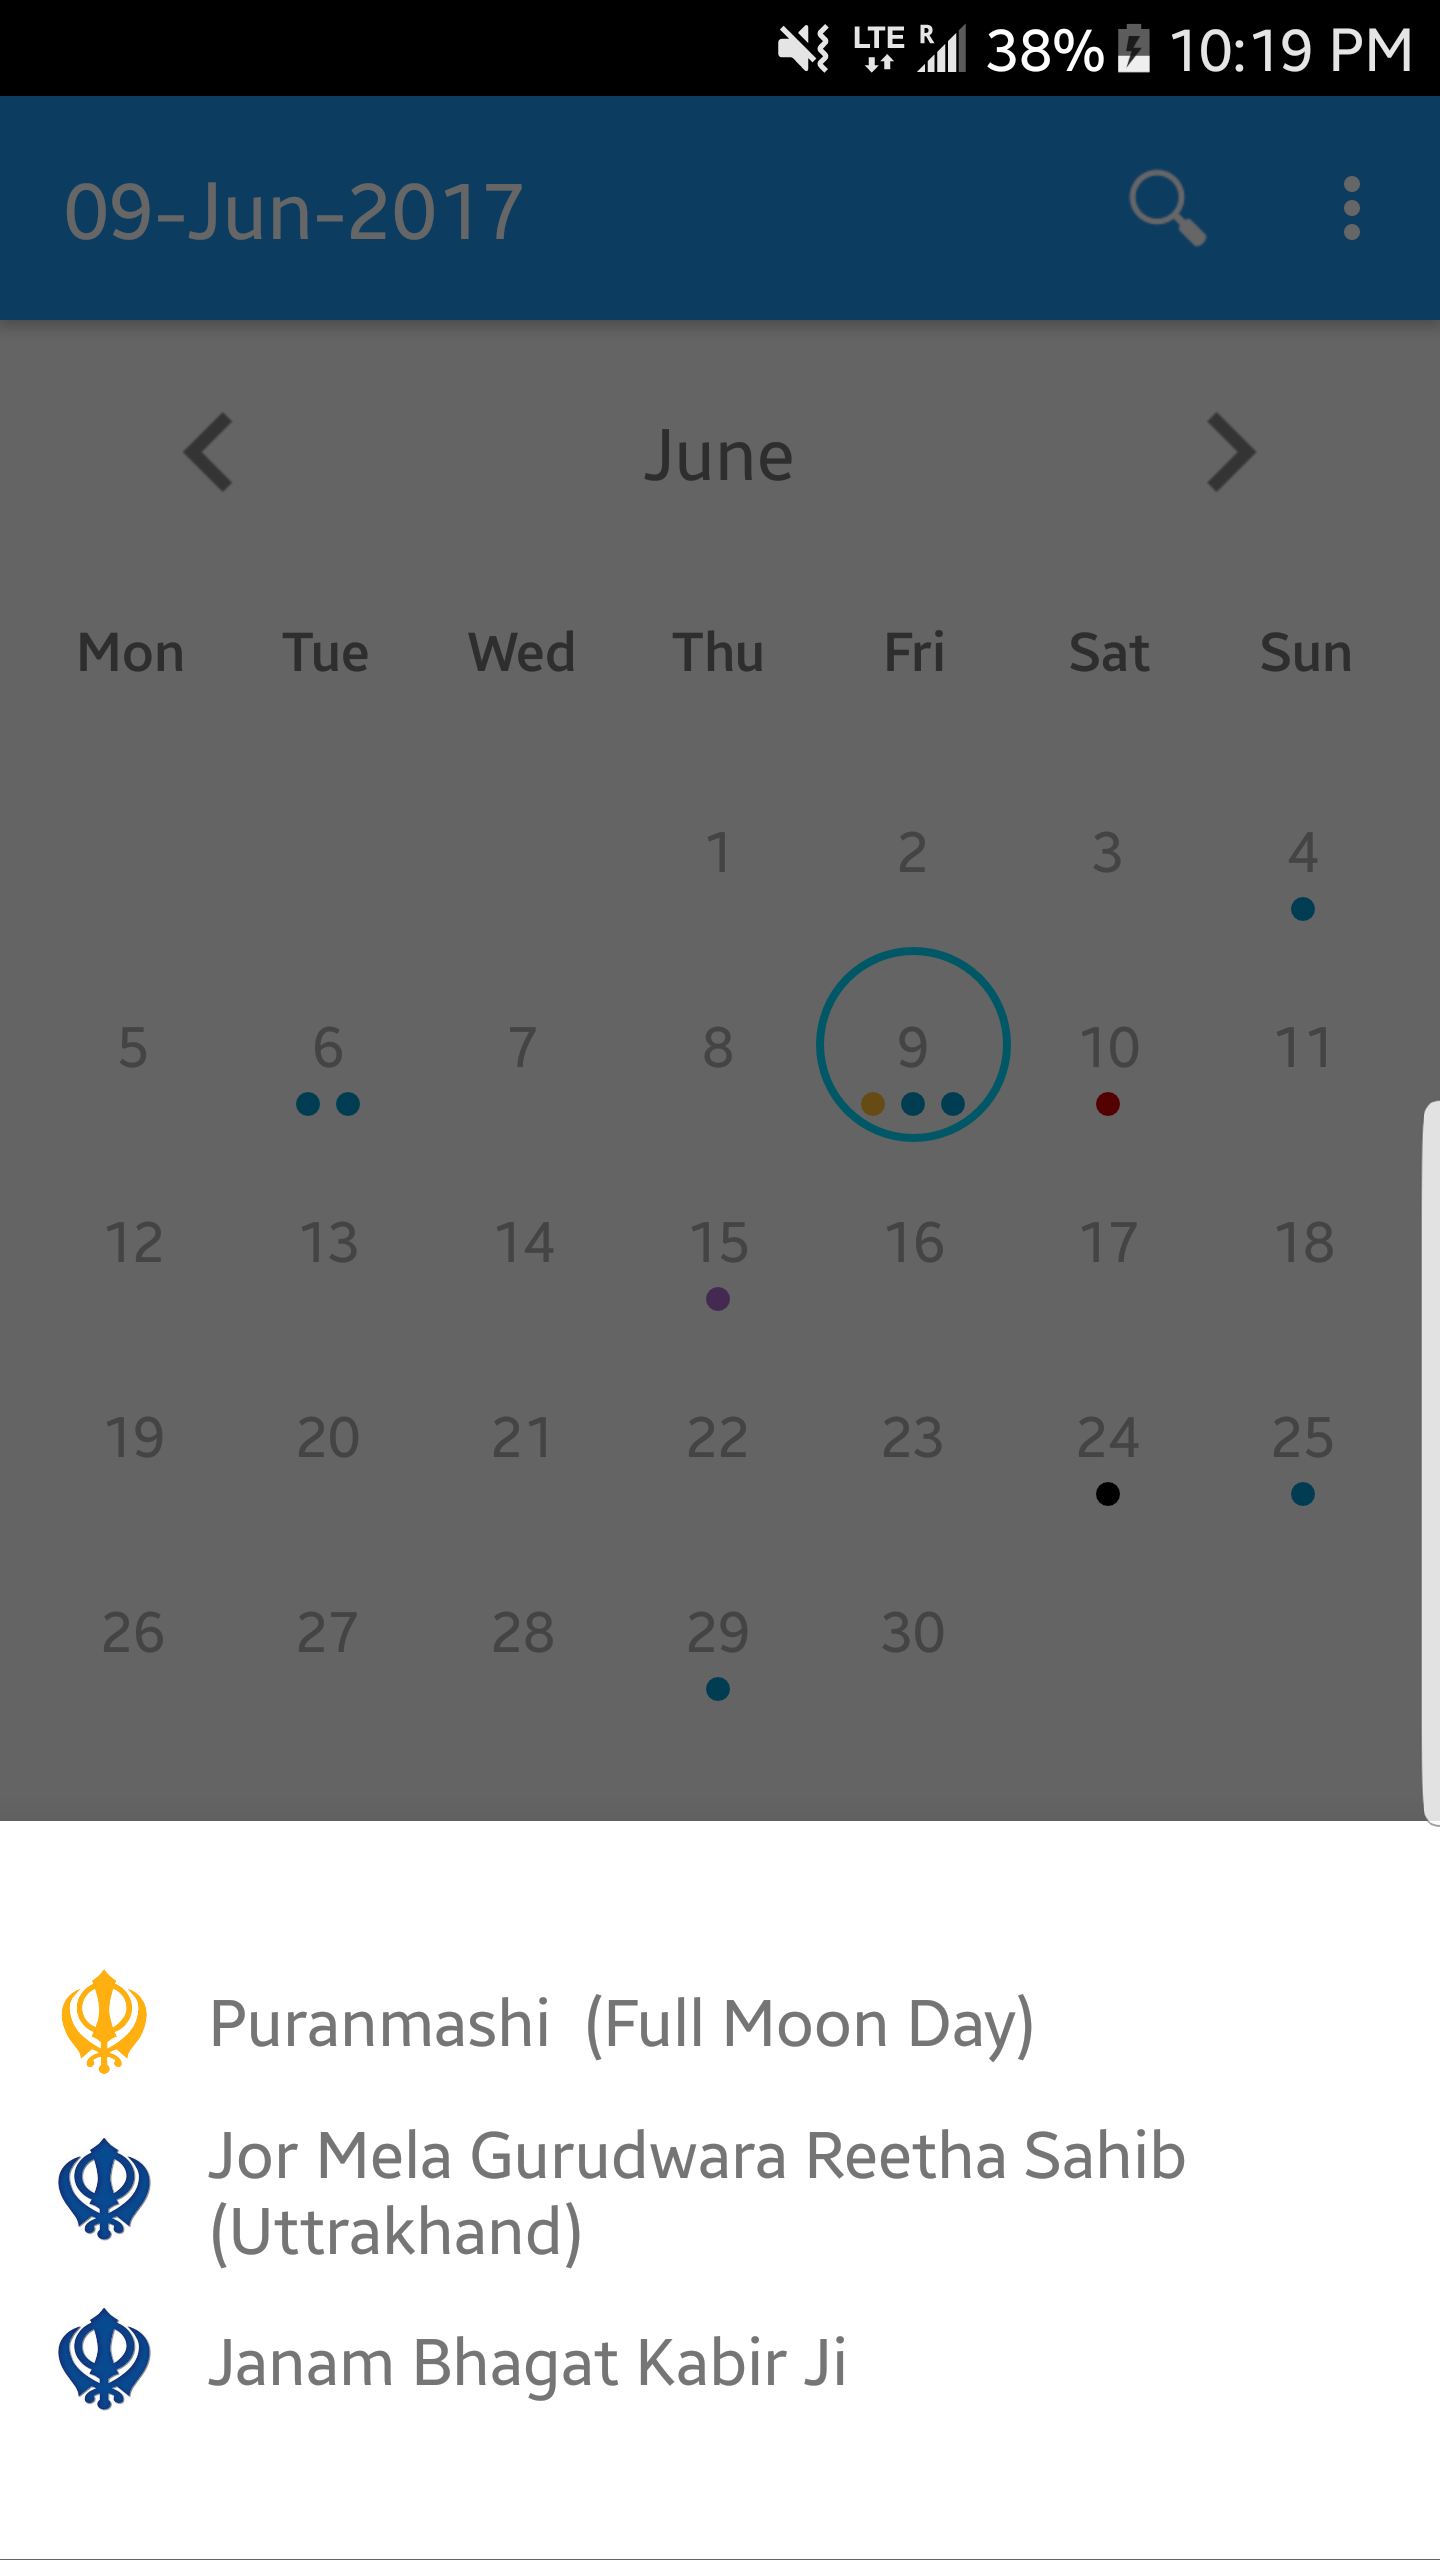 LTE R 38% 10:19 PM
09-Jun-2017
June
Mon Tue Wed Thu Fri Sat Sun
1 2 3 4
5 6 7 8 9 10 11
12 13 14 15 16 17 18
19 20 21 22 23 24 25
26 27 28 29 30
Puranmashi  (Full Moon Day)
Jor Mela Gurudwara Reetha Sahib
(Uttrakhand)
Janam Bhagat Kabir Ji